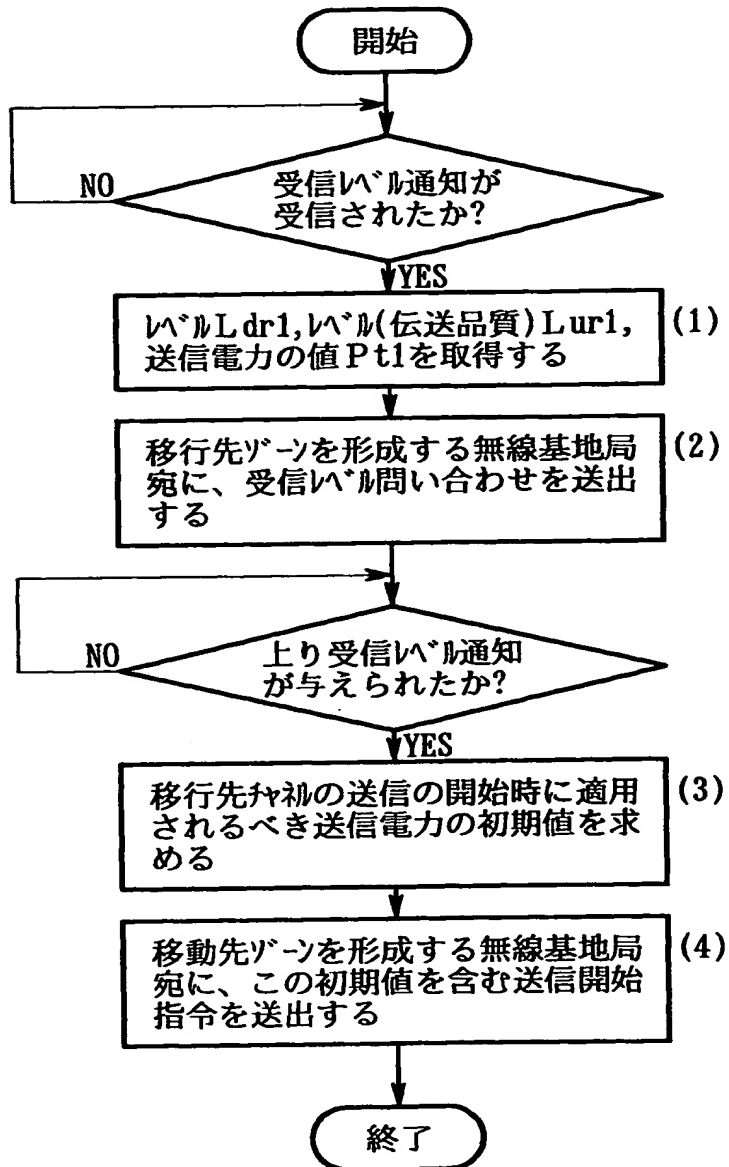 開始
NO
受信ﾚﾍﾞﾙ通知が
受信されたか?
YES
ﾚﾍﾞﾙLdr1,ﾚﾍﾞﾙ(伝送品質)Lur1,
送信電力の値Pt1を取得する
(1)
移行先ｿﾞｰﾝを形成する無線基地局
宛に、受信ﾚﾍﾞﾙ問い合わせを送出
する
(2)
NO
上り受信ﾚﾍﾞﾙ通知
が与えられたか?
YES
移行先ﾁｬﾈﾙの送信の開始時に適用
されるべき送信電力の初期値を求
める
(3)
移動先ｿﾞｰﾝを形成する無線基地局
宛に、この初期値を含む送信開始
指令を送出する
(4)
終了